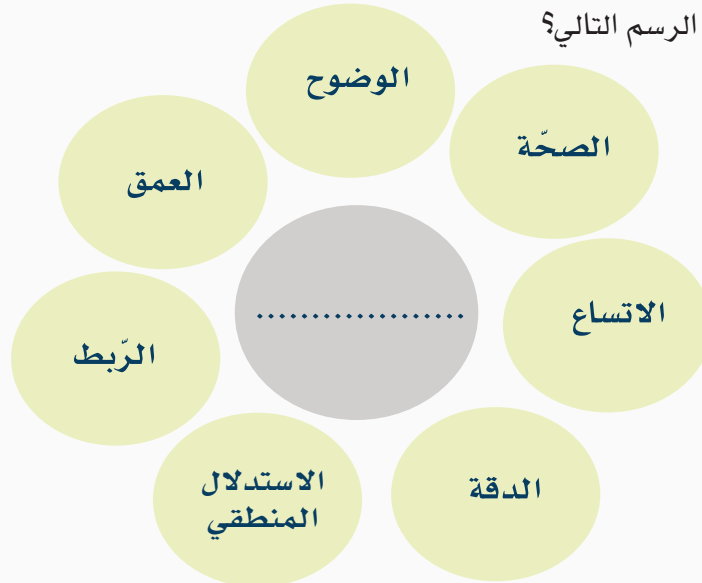 الرسم التالي؟
الوضوح
الصحّة
العمق
الاتساع
...................
الرّبط
الاستدلال
المنطقي
الدقة